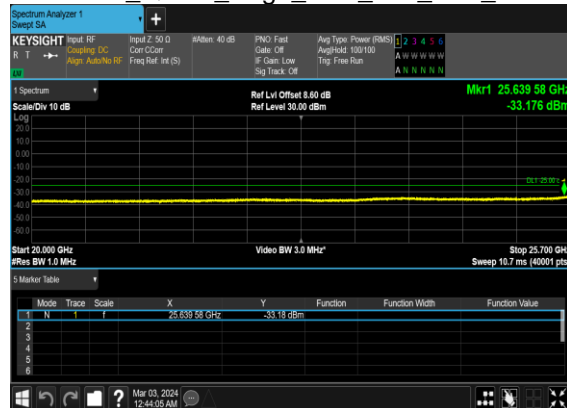 Spectrum Analyzer 1
Swept SA
KEYSIGHT Input: RF Input Z: 50 Ω #Atten: 40 dB PNO: Fast Avg Type: Power (RMS) 1 2 3 4 5 6
R T Coupling: DC Corr CCorr Gate: Off Avg|Hold: 100/100 A W W W W W
Align: Auto/No RF Freq Ref: Int (S) IF Gain: Low Trig: Free Run
Sig Track: Off A N N N N N
1 Spectrum Ref Lvl Offset 8.60 dB Mkr1 25.639 58 GHz
Scale/Div 10 dB Ref Level 30.00 dBm -33.176 dBm
Log
20.0
10.0
0.00
-10.0
-20.0
DL1 -25.00
-30.0
-40.0
-50.0
-60.0
Start 20.000 GHz Video BW 3.0 MHz* Stop 25.700 GHz
#Res BW 1.0 MHz Sweep 10.7 ms (40001 pts)
5 Marker Table
Mode Trace Scale X Y Function Function Width Function Value
1 N 1 f 25.639 58 GHz -33.18 dBm
2
3
4
5
6
? Mar 03, 2024
12:44:05 AM